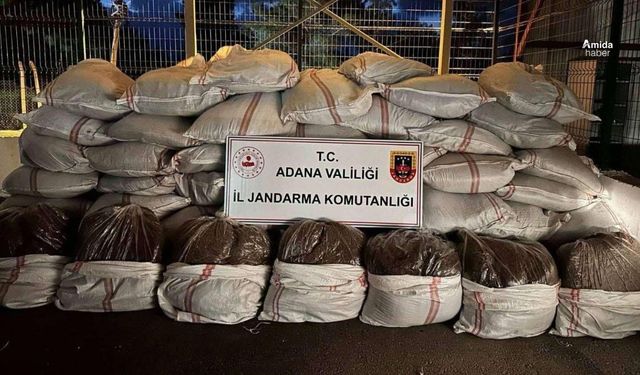 Amida
haber
T.C.
ADANA VALİLİĞİ
İL JANDARMA KOMUTANLIĞI